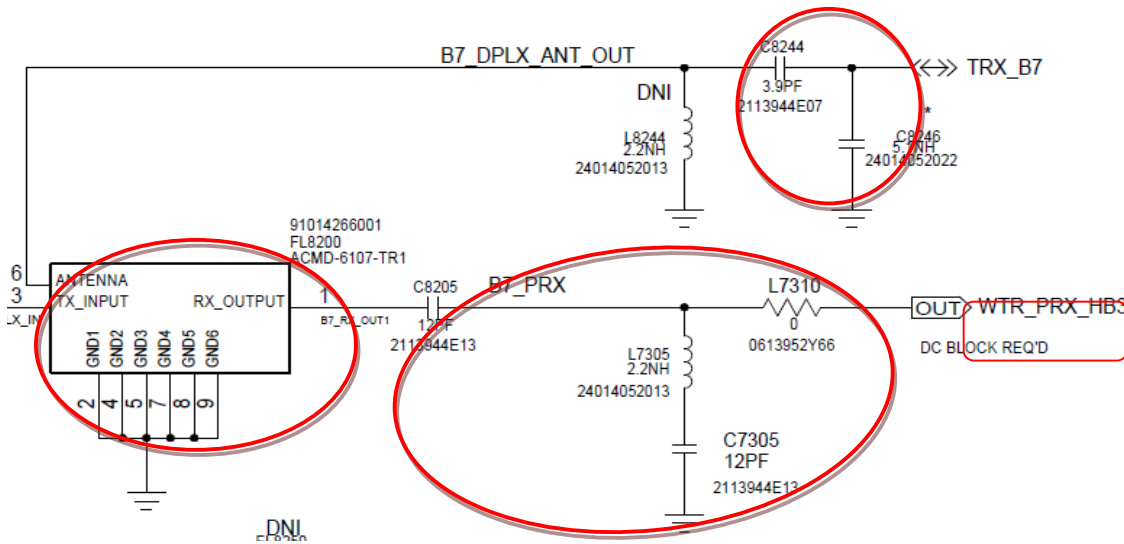 B7_DPLX_ANT_OUT
C8244
3.9PF
2113944E07
TRX_B7
DNI
L8244
2.2NH
24014052013
*
C8246
24014052022
91014266001
FL8200
ACMD-6107-TR1
6
ANTENNA
3
TX_INPUT
RX_OUTPUT
1
B7_RX_OUT1
GND1
GND2
GND3
GND4
GND5
GND6
2
4
5
7
8
9
C8205
12PF
2113944E13
B7_PRX
L7310
0
0613952Y66
OUT
WTR_PRX_HB3
DC BLOCK REQ'D
L7305
2.2NH
24014052013
C7305
12PF
2113944E13
DNI